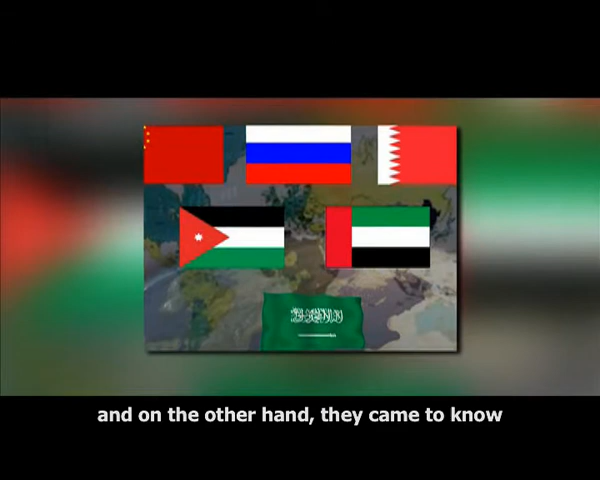 and on the other hand, they came to know